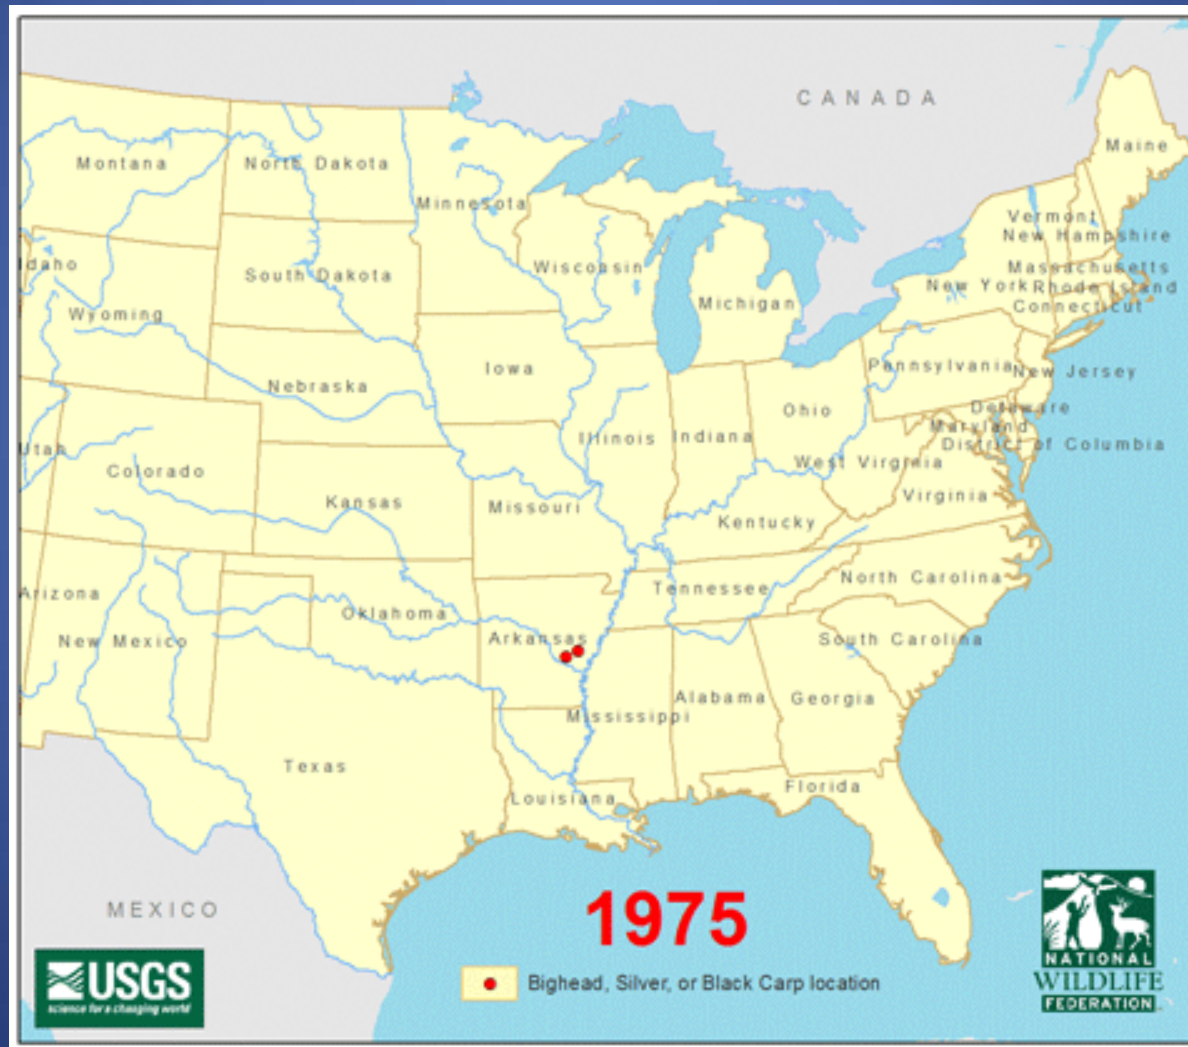 CANADA
Maine
Montana
North Dakota
Minnesota
Vermont
New Hampshire
Idaho
South Dakota
Wisconsin
Massachusetts
New York
Rhode Island
Michigan
Connecticut
Wyoming
Iowa
Pennsylvania
New Jersey
Nebraska
Ohio
Delaware
Maryland
Illinois
Indiana
District of Columbia
Utah
Colorado
West Virginia
Kansas
Missouri
Virginia
Kentucky
Arizona
Tennessee
North Carolina
Oklahoma
New Mexico
Arkansas
South Carolina
Alabama
Georgia
Mississippi
Texas
Louisiana
Florida
MEXICO
1975
Bighead, Silver, or Black Carp location
USGS
science for a changing world
NATIONAL
WILDLIFE
FEDERATION